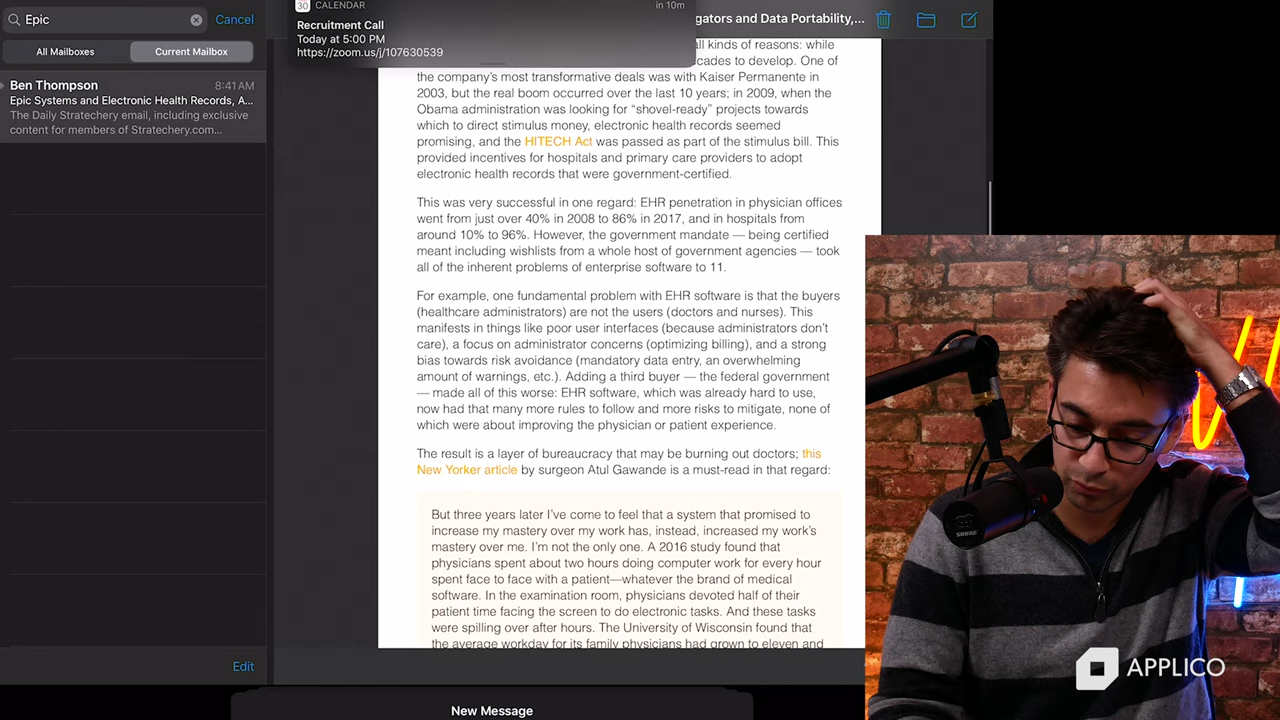 Epic
Cancel
All Mailboxes
Current Mailbox
Ben Thompson
8:41 AM
Epic Systems and Electronic Health Records, A...
The Daily Stratechery email, including exclusive
content for members of Stratechery.com...
Edit
30
CALENDAR
in 10m
Recruitment Call
Today at 5:00 PM
https://zoom.us/j/107630539
gators and Data Portability,...
all kinds of reasons: while
cades to develop. One of
the company's most transformative deals was with Kaiser Permanente in
2003, but the real boom occurred over the last 10 years; in 2009, when the
Obama administration was looking for “shovel-ready” projects towards
which to direct stimulus money, electronic health records seemed
promising, and the HITECH Act was passed as part of the stimulus bill. This
provided incentives for hospitals and primary care providers to adopt
electronic health records that were government-certified.
This was very successful in one regard: EHR penetration in physician offices
went from just over 40% in 2008 to 86% in 2017, and in hospitals from
around 10% to 96%. However, the government mandate — being certified
meant including wishlists from a whole host of government agencies — took
all of the inherent problems of enterprise software to 11.
For example, one fundamental problem with EHR software is that the buyers
(healthcare administrators) are not the users (doctors and nurses). This
manifests in things like poor user interfaces (because administrators don't
care), a focus on administrator concerns (optimizing billing), and a strong
bias towards risk avoidance (mandatory data entry, an overwhelming
amount of warnings, etc.). Adding a third buyer — the federal government
— made all of this worse: EHR software, which was already hard to use,
now had that many more rules to follow and more risks to mitigate, none of
which were about improving the physician or patient experience.
The result is a layer of bureaucracy that may be burning out doctors; this
New Yorker article by surgeon Atul Gawande is a must-read in that regard:
But three years later I've come to feel that a system that promised to
increase my mastery over my work has, instead, increased my work's
mastery over me. I'm not the only one. A 2016 study found that
physicians spent about two hours doing computer work for every hour
spent face to face with a patient—whatever the brand of medical
software. In the examination room, physicians devoted half of their
patient time facing the screen to do electronic tasks. And these tasks
were spilling over after hours. The University of Wisconsin found that
the average workday for its family physicians had grown to eleven and
New Message
SHURE
APPLICO